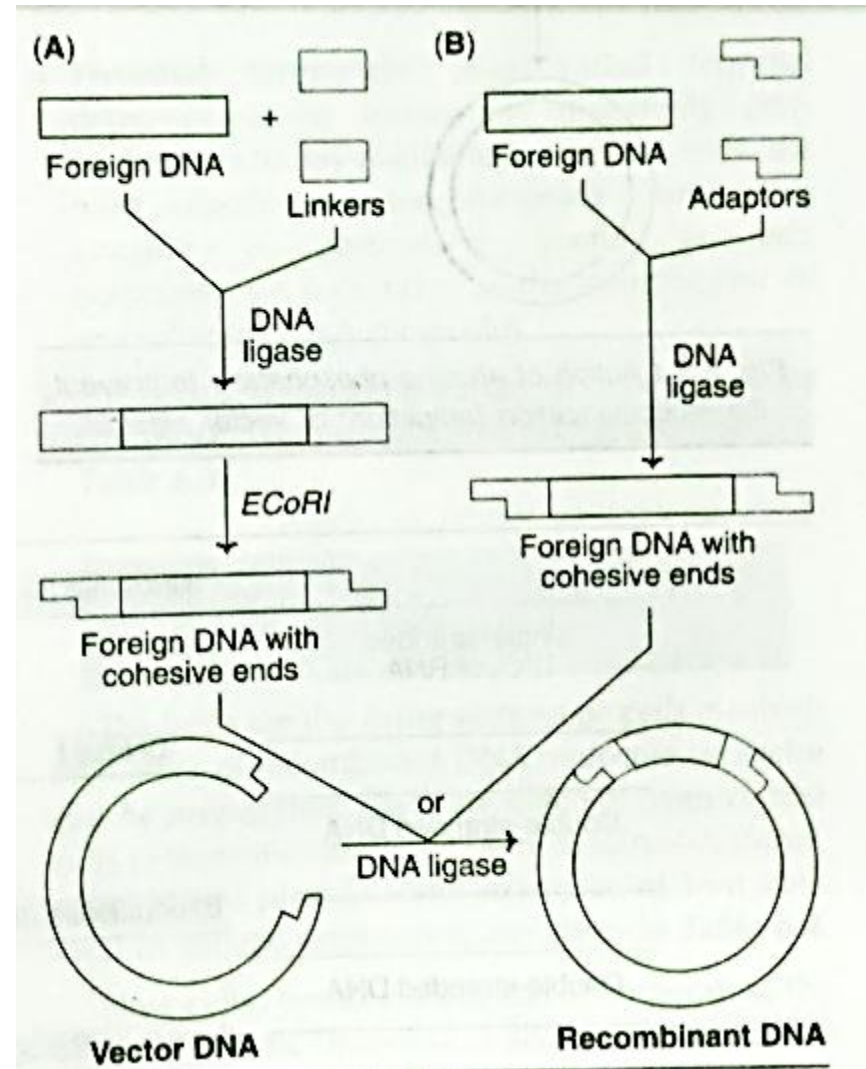 (A)
(B)
+
Foreign DNA
Linkers
Foreign DNA
Adaptors
DNA
ligase
DNA
ligase
ECoRI
Foreign DNA with
cohesive ends
Foreign DNA with
cohesive ends
or
DNA ligase
Vector DNA
Recombinant DNA